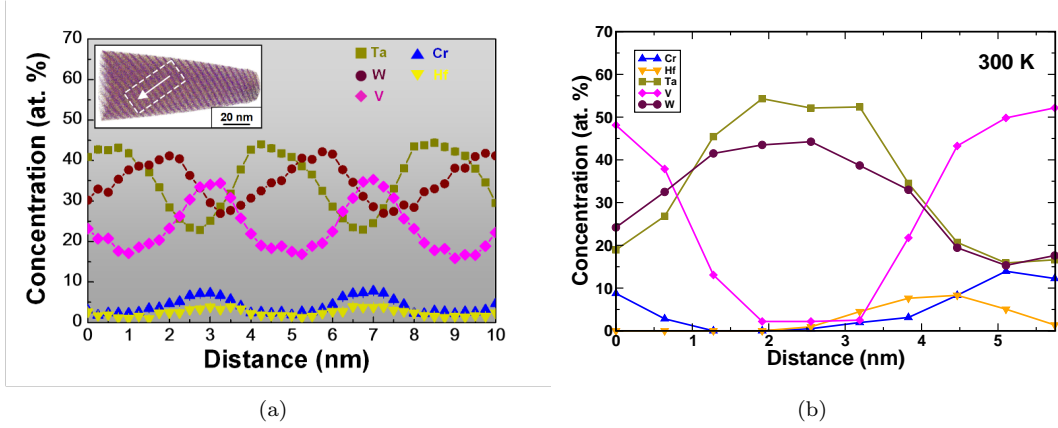 70
60
50
40
30
20
10
0
Concentration (at. %)
20 nm
Ta
W
V
Cr
Hf
0 1 2 3 4 5 6 7 8 9 10
Distance (nm)
(a)
70
60
50
40
30
20
10
0
Concentration (at. %)
Cr
Hf
Ta
V
W
300 K
0 1 2 3 4 5
Distance (nm)
(b)